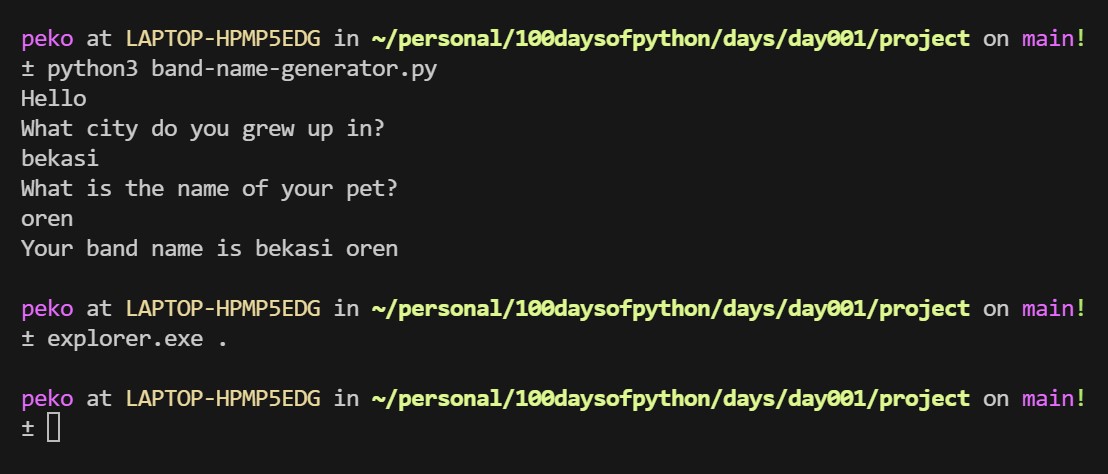 peko at LAPTOP-HPMP5EDG in ~/personal/100daysofpython/days/day001/project on main!
± python3 band-name-generator.py
Hello
What city do you grew up in?
bekasi
What is the name of your pet?
oren
Your band name is bekasi oren
peko at LAPTOP-HPMP5EDG in ~/personal/100daysofpython/days/day001/project on main!
± explorer.exe .
peko at LAPTOP-HPMP5EDG in ~/personal/100daysofpython/days/day001/project on main!
±